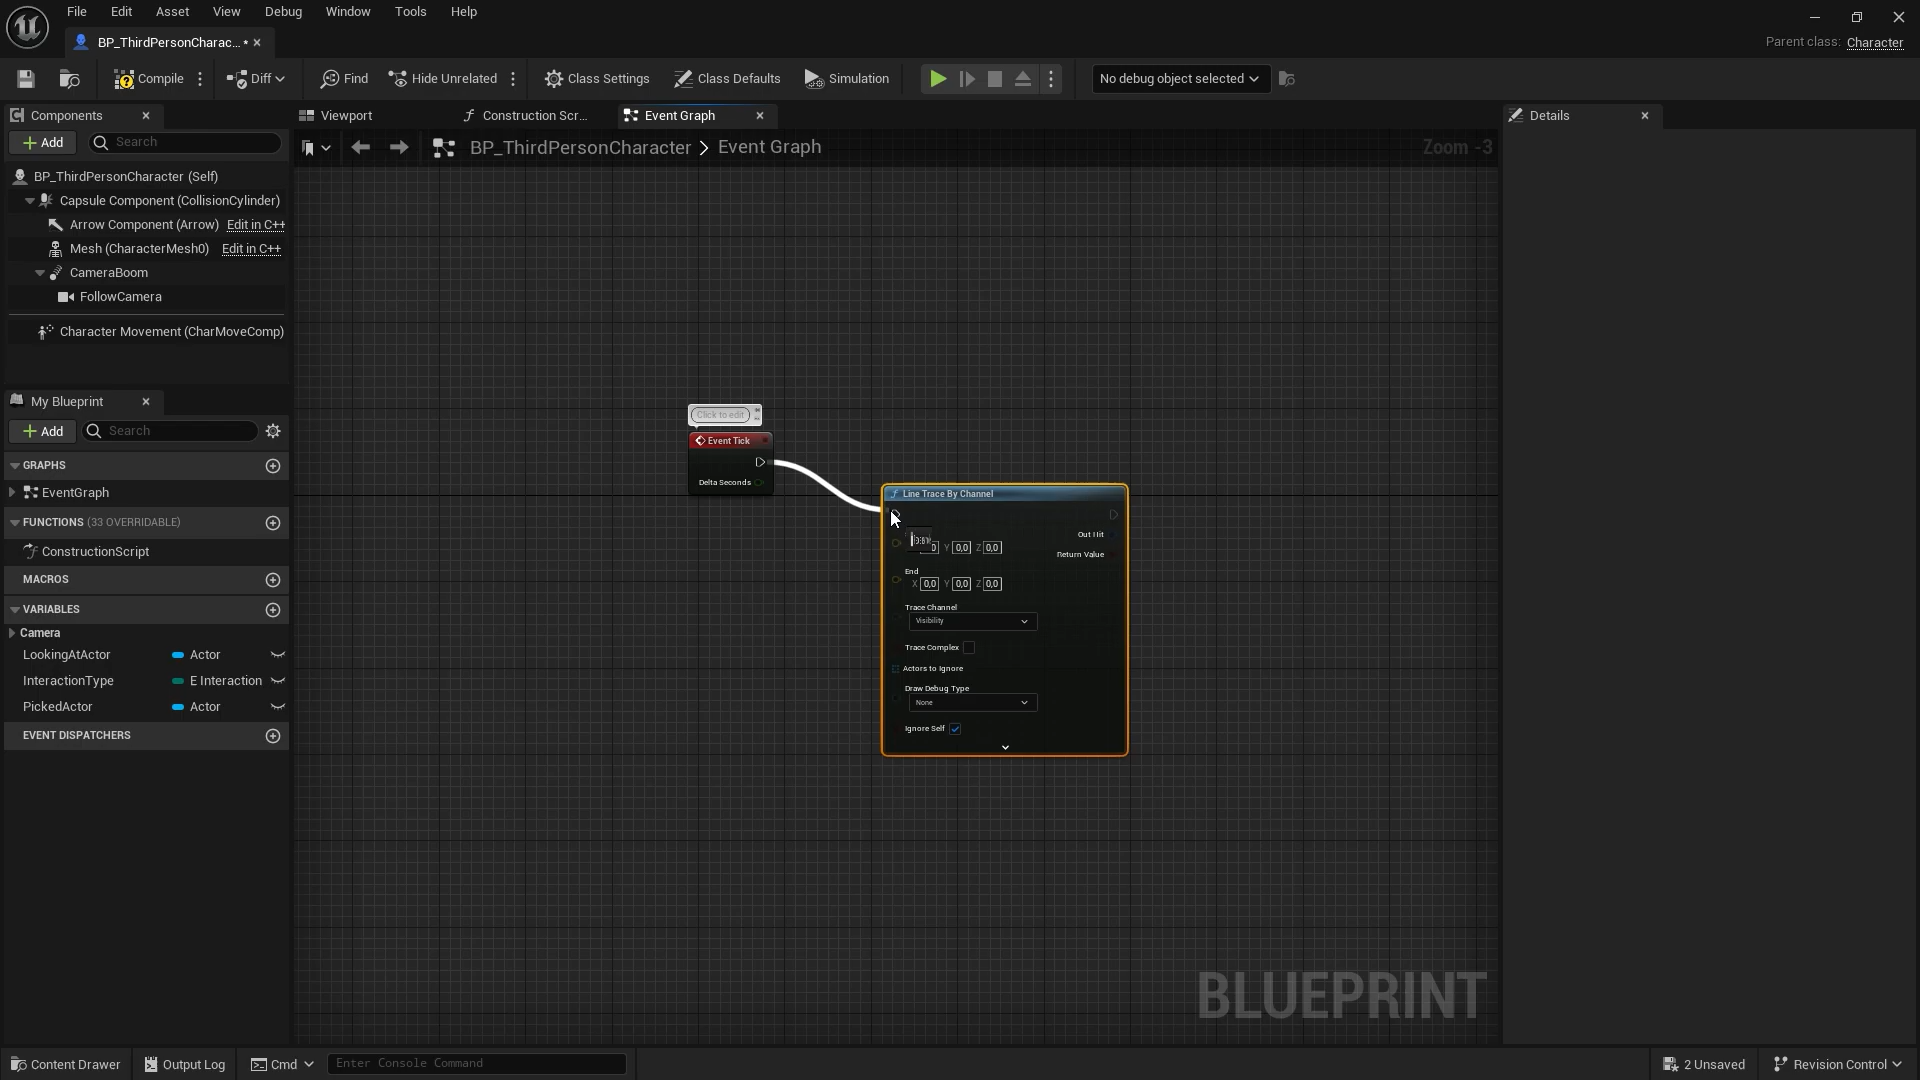 File Edit Asset View Debug Window Tools Help
BP_ThirdPersonCharac... •
Parent class: Character
Compile Diff Find Hide Unrelated Class Settings Class Defaults Simulation No debug object selected
Components
Add Search
BP_ThirdPersonCharacter (Self)
Capsule Component (CollisionCylinder)
Arrow Component (Arrow) Edit in C++
Mesh (CharacterMesh0) Edit in C++
CameraBoom
FollowCamera
Character Movement (CharMoveComp)
My Blueprint
Add Search
GRAPHS
EventGraph
FUNCTIONS (33 OVERRIDABLE)
ConstructionScript
MACROS
VARIABLES
Camera
LookingAtActor Actor
InteractionType E Interaction
PickedActor Actor
EVENT DISPATCHERS
Viewport Construction Scr... Event Graph
BP_ThirdPersonCharacter > Event Graph
Zoom -3
Click to edit
Event Tick
Delta Seconds
Line Trace By Channel
Out Hit
0 Y 0,0 Z 0,0
Return Value
End
X 0,0 Y 0,0 Z 0,0
Trace Channel
Visibility
Trace Complex
Actors to Ignore
Draw Debug Type
None
Ignore Self
BLUEPRINT
Details
Content Drawer Output Log Cmd Enter Console Command 2 Unsaved Revision Control